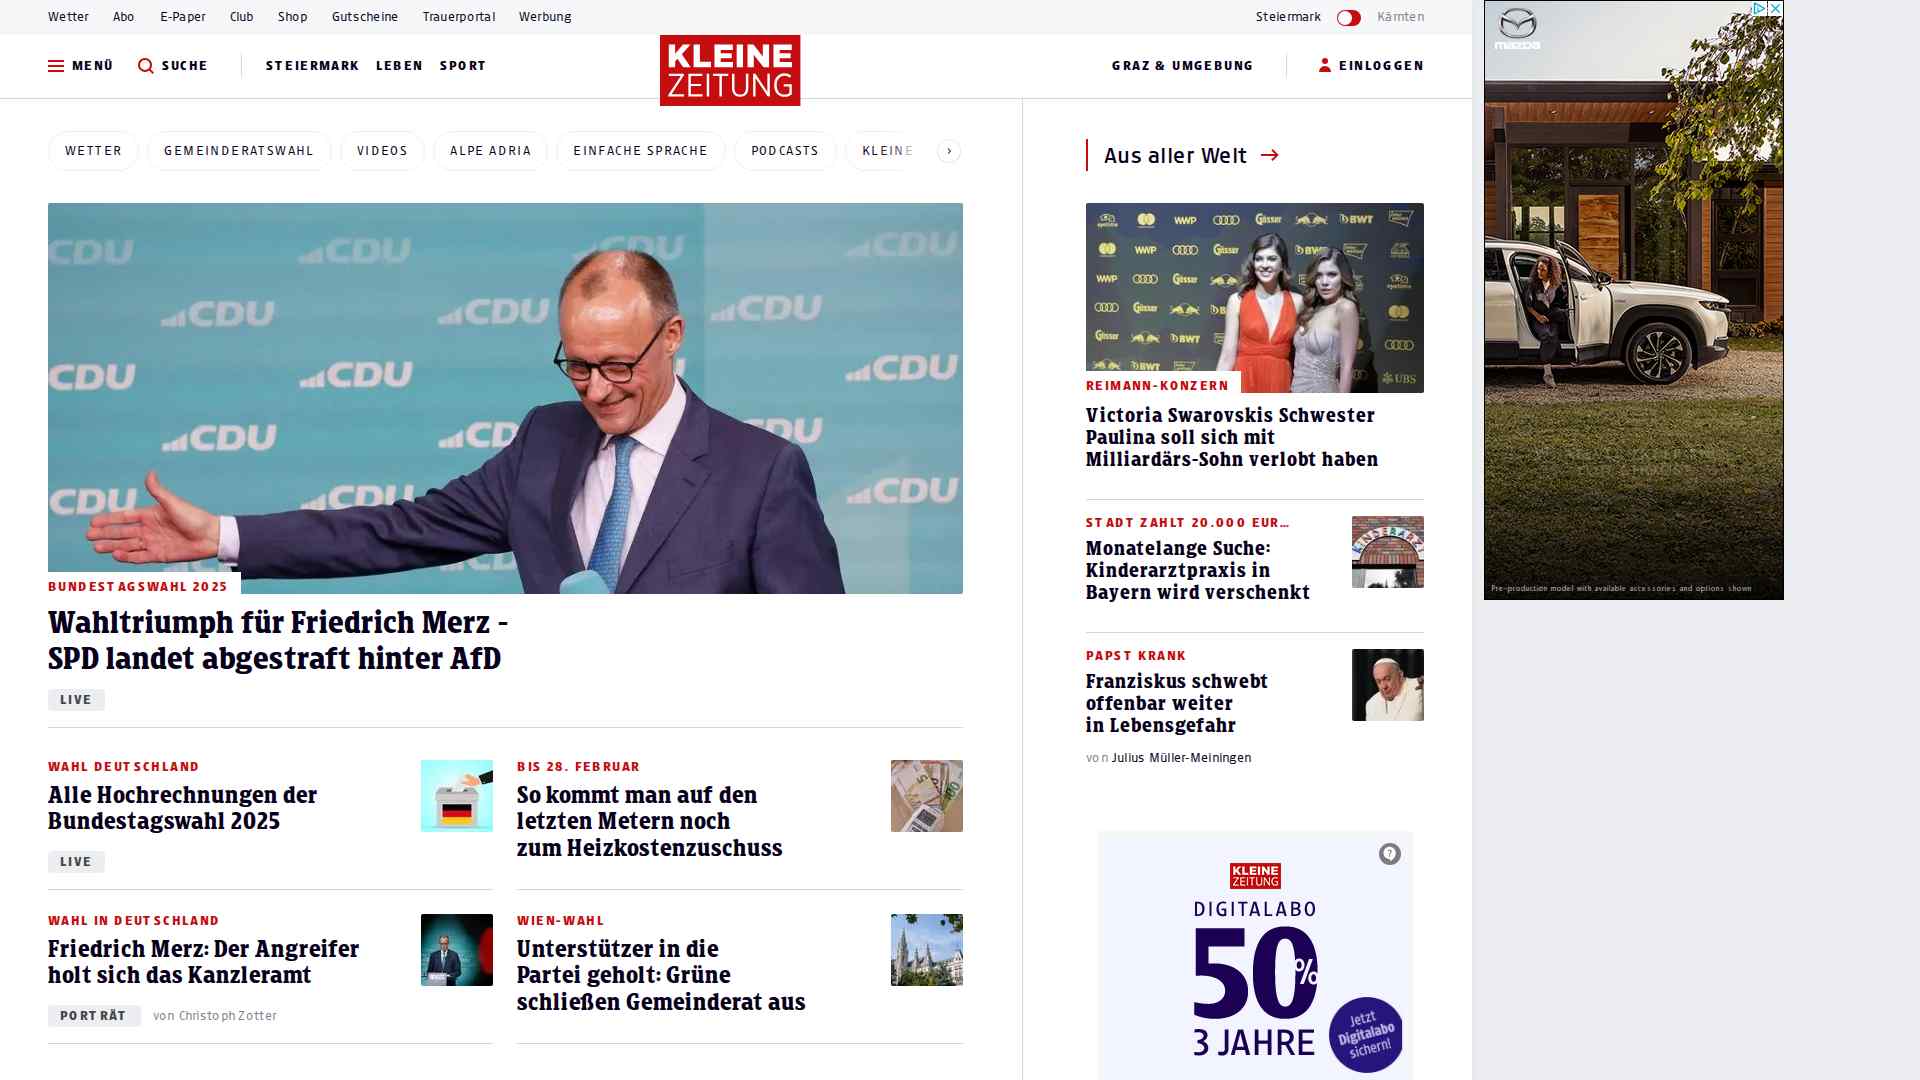 Wetter Abo E-Paper Club Shop Gutscheine Trauerportal Werbung Steiermark Kärnten
MENÜ SUCHE STEIERMARK LEBEN SPORT KLEINE ZEITUNG GRAZ & UMGEBUNG EINLOGGEN
WETTER GEMEINDERATSWAHL VIDEOS ALPE ADRIA EINFACHE SPRACHE PODCASTS KLEINE
BUNDESTAGSWAHL 2025
Wahltriumph für Friedrich Merz -
SPD landet abgestraft hinter AfD
LIVE
WAHL DEUTSCHLAND
Alle Hochrechnungen der
Bundestagswahl 2025
LIVE
BIS 28. FEBRUAR
So kommt man auf den
letzten Metern noch
zum Heizkostenzuschuss
WAHL IN DEUTSCHLAND
Friedrich Merz: Der Angreifer
holt sich das Kanzleramt
PORTRÄT von Christoph Zotter
WIEN-WAHL
Unterstützer in die
Partei geholt: Grüne
schließen Gemeinderat aus
Aus aller Welt
REIMANN-KONZERN
Victoria Swarovskis Schwester
Paulina soll sich mit
Milliardärs-Sohn verlobt haben
STADT ZAHLT 20.000 EUR...
Monatelange Suche:
Kinderarztpraxis in
Bayern wird verschenkt
PAPST KRANK
Franziskus schwebt
offenbar weiter
in Lebensgefahr
von Julius Müller-Meiningen
KLEINE
ZEITUNG
DIGITALABO
50%
3 JAHRE
Jetzt
Digitalabo
sichern!
mazda
Pre-production model with available accessories and options shown